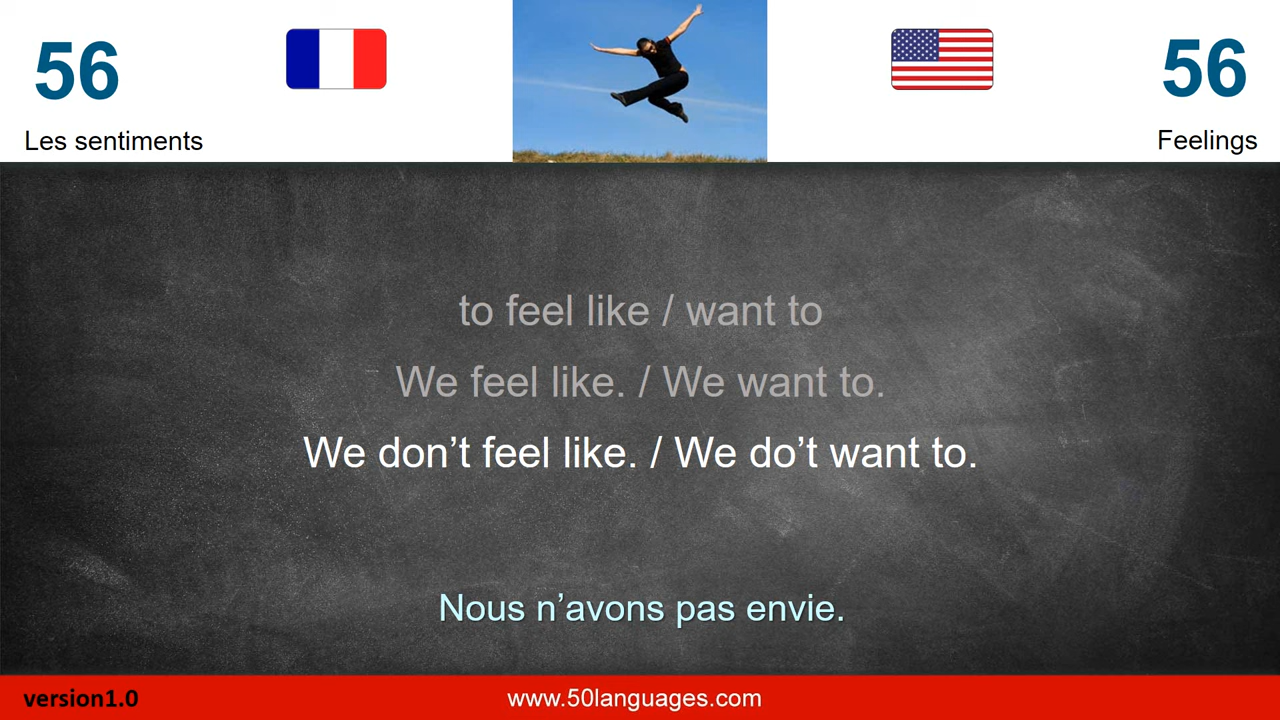 56
56
Les sentiments
Feelings
to feel like / want to
We feel like. / We want to.
We don’t feel like. / We do’t want to.
Nous n’avons pas envie.
version1.0
www.50languages.com